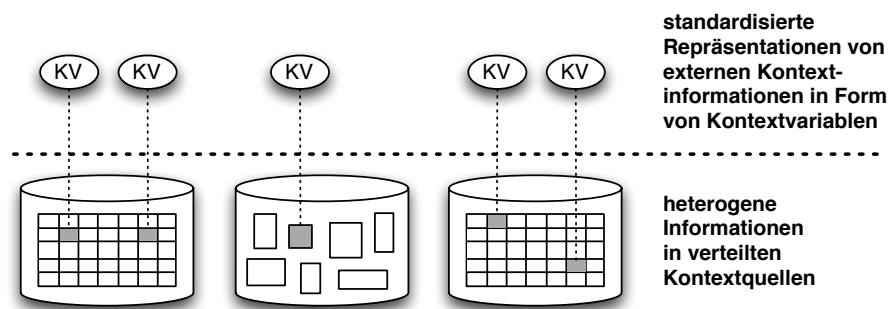 standardisierte
Repräsentationen von
externen Kontext-
informationen in Form
von Kontextvariablen
KV KV KV KV KV
heterogene
Informationen
in verteilten
Kontextquellen